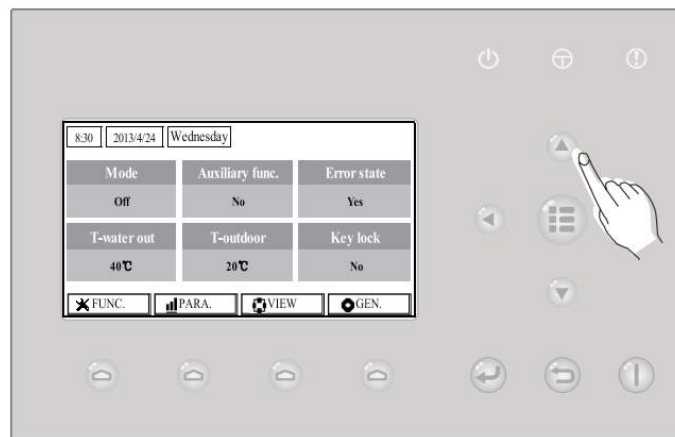 8:30 2013/4/24 Wednesday
Mode Auxiliary func. Error state
Off No Yes
T-water out T-outdoor Key lock
40℃ 20℃ No
FUNC. PARA. VIEW GEN.